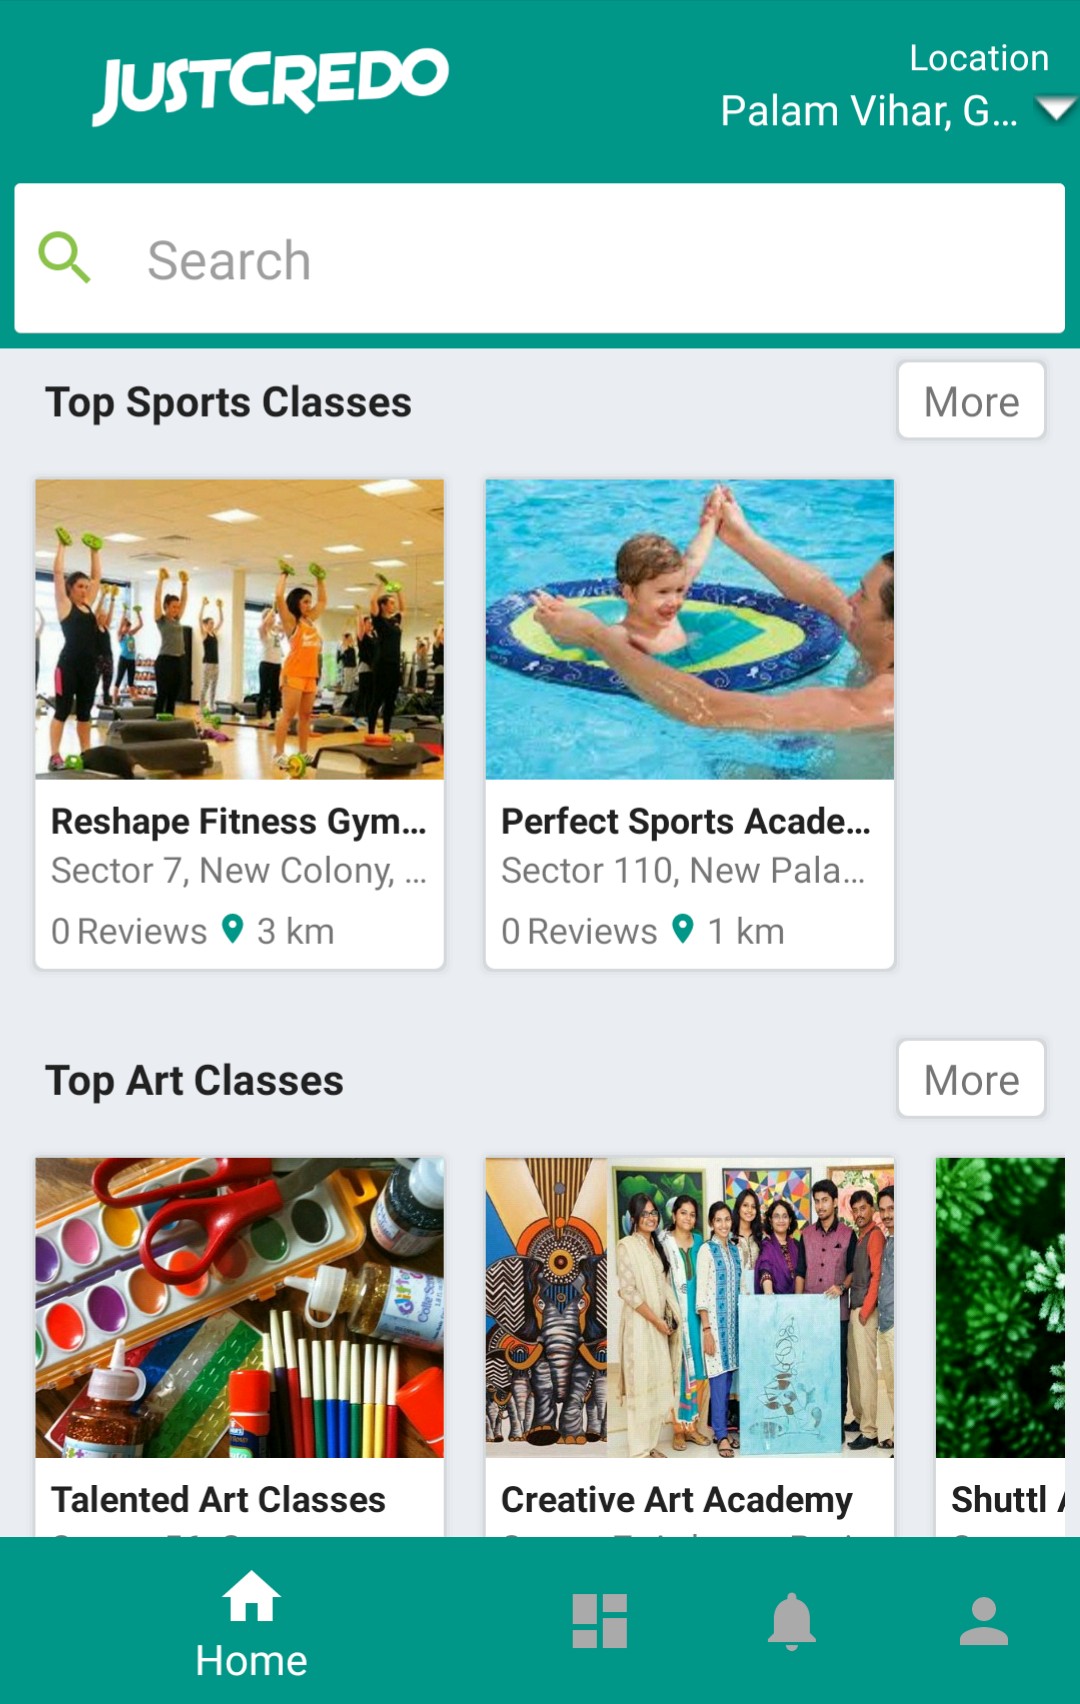 JUSTCREDO
Location
Palam Vihar, G...
Search
Top Sports Classes
More
Reshape Fitness Gym...
Sector 7, New Colony, ...
0 Reviews 3 km
Perfect Sports Acade...
Sector 110, New Pala...
0 Reviews 1 km
Top Art Classes
More
Talented Art Classes
Creative Art Academy
Shuttl
Home